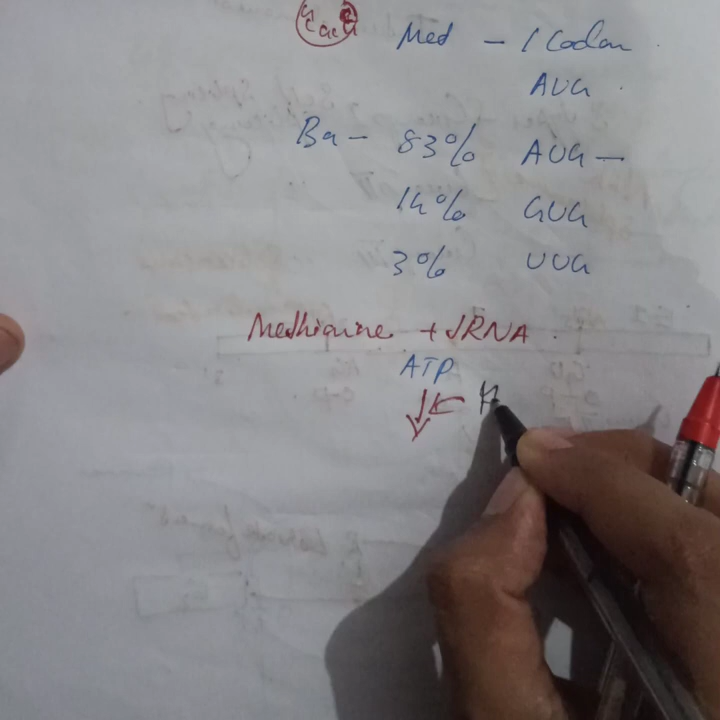 Met - 1 Codon
AUG
Ba - 83% AUG -
14% GUG
3% UUG
Methionine + tRNA
ATP